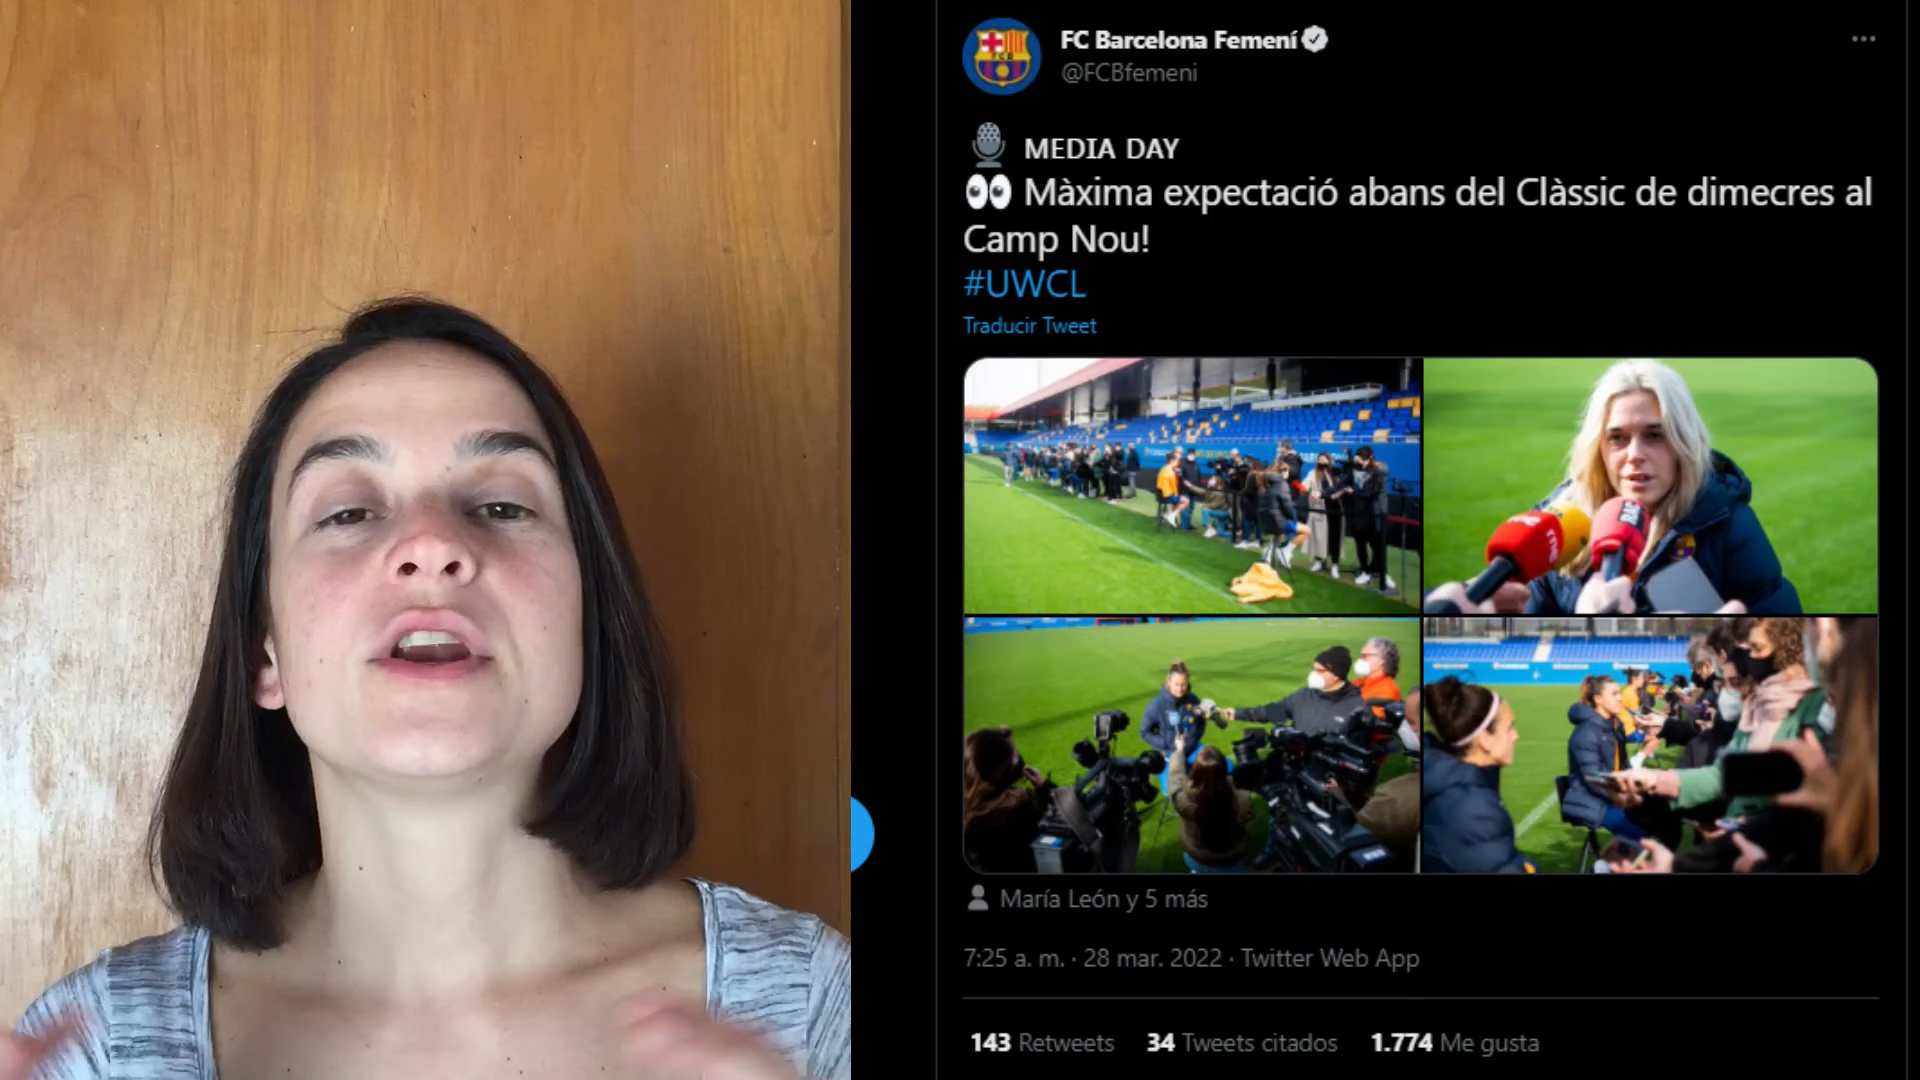 FC Barcelona Femení
@FCBfemeni
MEDIA DAY
Màxima expectació abans del Clàssic de dimecres al
Camp Nou!
#UWCL
Traducir Tweet
María León y 5 más
7:25 a. m. · 28 mar. 2022 · Twitter Web App
143 Retweets 34 Tweets citados 1.774 Me gusta